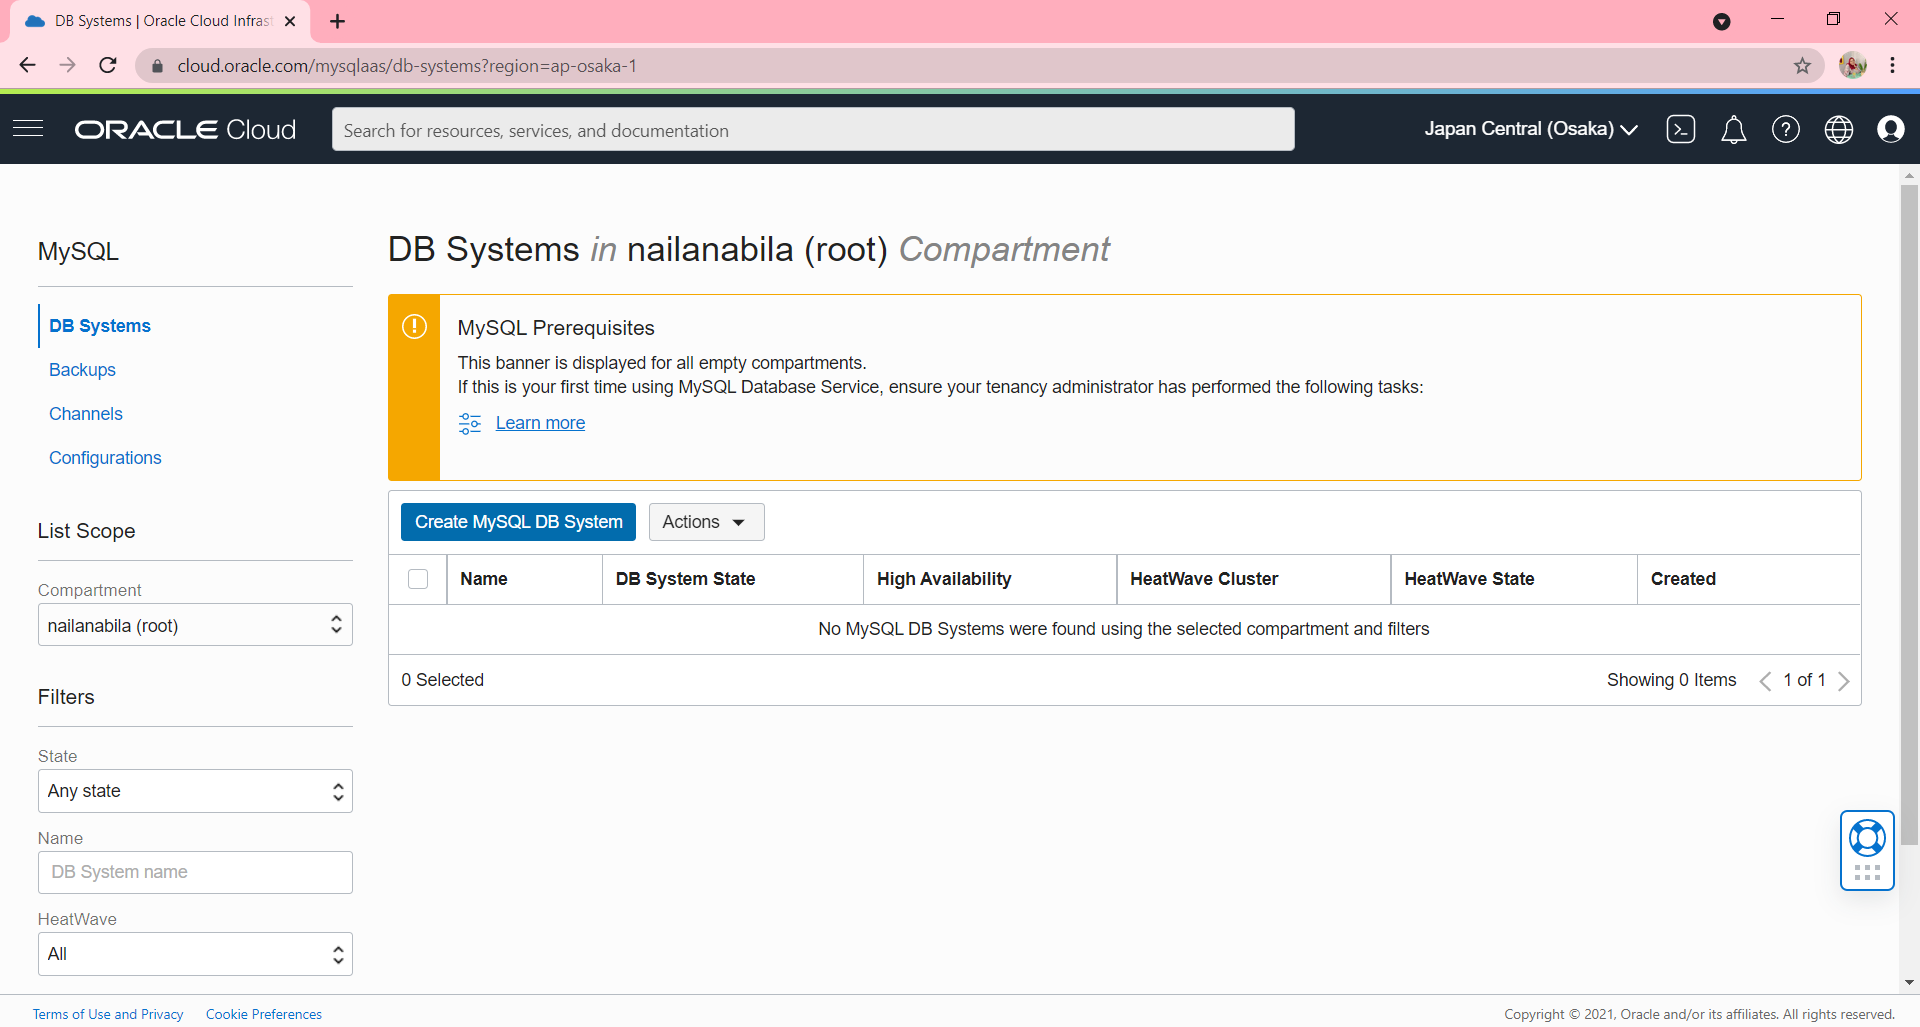 DB Systems | Oracle Cloud Infrast
cloud.oracle.com/mysqlaas/db-systems?region=ap-osaka-1
ORACLE Cloud
Search for resources, services, and documentation
Japan Central (Osaka)
MySQL
DB Systems
Backups
Channels
Configurations
List Scope
Compartment
nailanabila (root)
Filters
State
Any state
Name
DB System name
HeatWave
All
DB Systems in nailanabila (root) Compartment
MySQL Prerequisites
This banner is displayed for all empty compartments.
If this is your first time using MySQL Database Service, ensure your tenancy administrator has performed the following tasks:
Learn more
Create MySQL DB System
Actions
Name DB System State High Availability HeatWave Cluster HeatWave State Created
No MySQL DB Systems were found using the selected compartment and filters
0 Selected
Showing 0 Items 1 of 1
Terms of Use and Privacy
Cookie Preferences
Copyright © 2021, Oracle and/or its affiliates. All rights reserved.